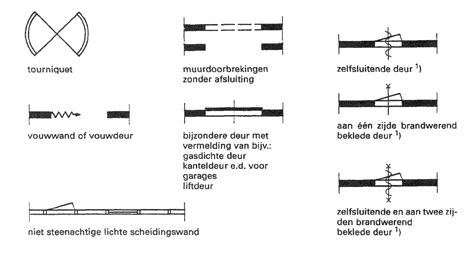 tourniquet
muurdoorbrekingen
zonder afsluiting
zelfsluitende deur ¹)
vouwwand of vouwdeur
bijzondere deur met
vermelding van bijv.:
gasdichte deur
kanteldeur e.d. voor
garages
liftdeur
aan één zijde brandwerend
beklede deur ¹)
niet steenachtige lichte scheidingswand
zelfsluitende en aan twee zij-
den brandwerend
beklede deur ¹)